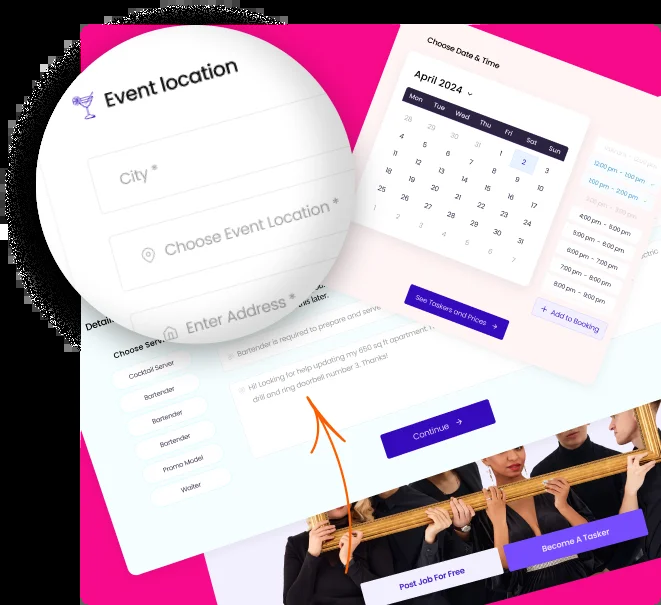 Event location
City *
Choose Event Location *
Enter Address *
Choose Date & Time
April 2024
Mon Tue Wed Thu Fri Sat Sun
28 29 30 31 1 2 3
4 5 6 7 8 9 10
11 12 13 14 15 16 17
18 19 20 21 22 23 24
25 26 27 28 29 30 31
1 2 3 4 5 6 7
12:00 pm - 1:00 pm
1:00 pm - 2:00 pm
4:00 pm - 5:00 pm
5:00 pm - 6:00 pm
6:00 pm - 7:00 pm
7:00 pm - 8:00 pm
8:00 pm - 9:00 pm
+ Add to Booking
See Taskers and Prices →
this later.
Choose
Cocktail Server
Bartender
Bartender
Bartender
Promo Model
Waiter
Bartender is required to prepare and serve
Hi! Looking for help updating my 650 sq ft apartment.
drill and ring doorbell number 3. Thanks!
Continue →
Post Job For Free
Become A Tasker